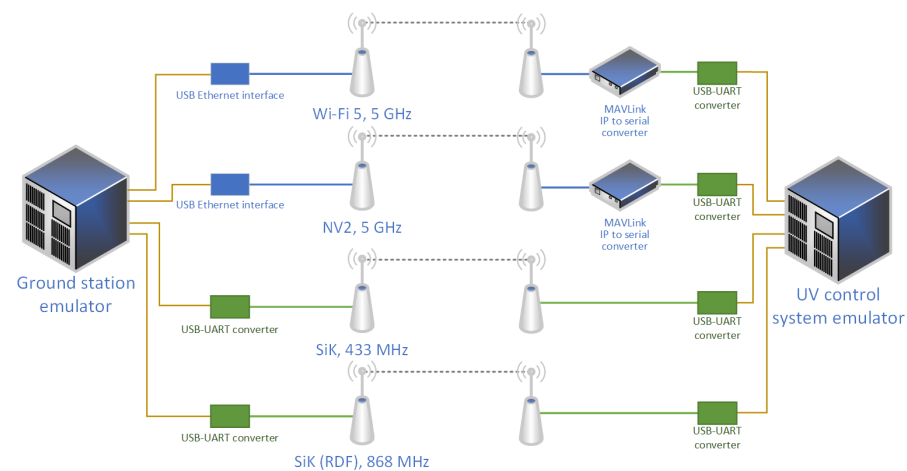 USB Ethernet interface
Wi-Fi 5, 5 GHz
MAVLink
IP to serial
converter
USB-UART
converter
USB Ethernet interface
NV2, 5 GHz
MAVLink
IP to serial
converter
USB-UART
converter
Ground station
emulator
UV control
system emulator
USB-UART converter
SiK, 433 MHz
USB-UART
converter
USB-UART converter
SiK (RDF), 868 MHz
USB-UART
converter